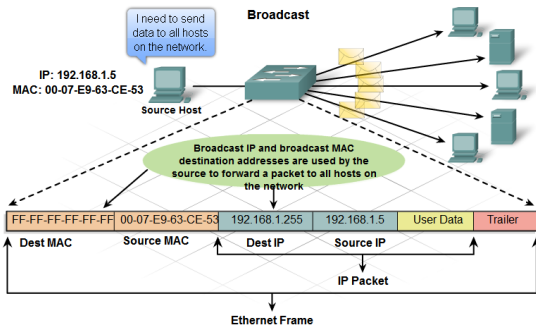 Broadcast
I need to send
data to all hosts
on the network.
IP: 192.168.1.5
MAC: 00-07-E9-63-CE-53
Source Host
Broadcast IP and broadcast MAC
destination addresses are used by the
source to forward a packet to all hosts on
the network
FF-FF-FF-FF-FF-FF 00-07-E9-63-CE-53 192.168.1.255 192.168.1.5 User Data Trailer
Dest MAC Source MAC Dest IP Source IP
IP Packet
Ethernet Frame